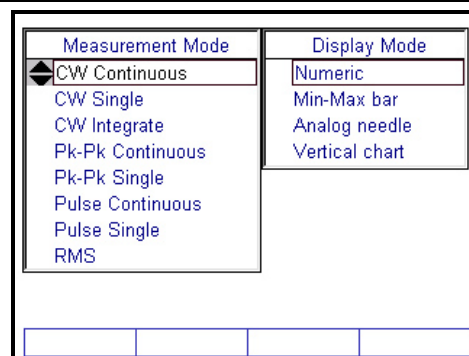 Measurement Mode
CW Continuous
CW Single
CW Integrate
Pk-Pk Continuous
Pk-Pk Single
Pulse Continuous
Pulse Single
RMS
Display Mode
Numeric
Min-Max bar
Analog needle
Vertical chart